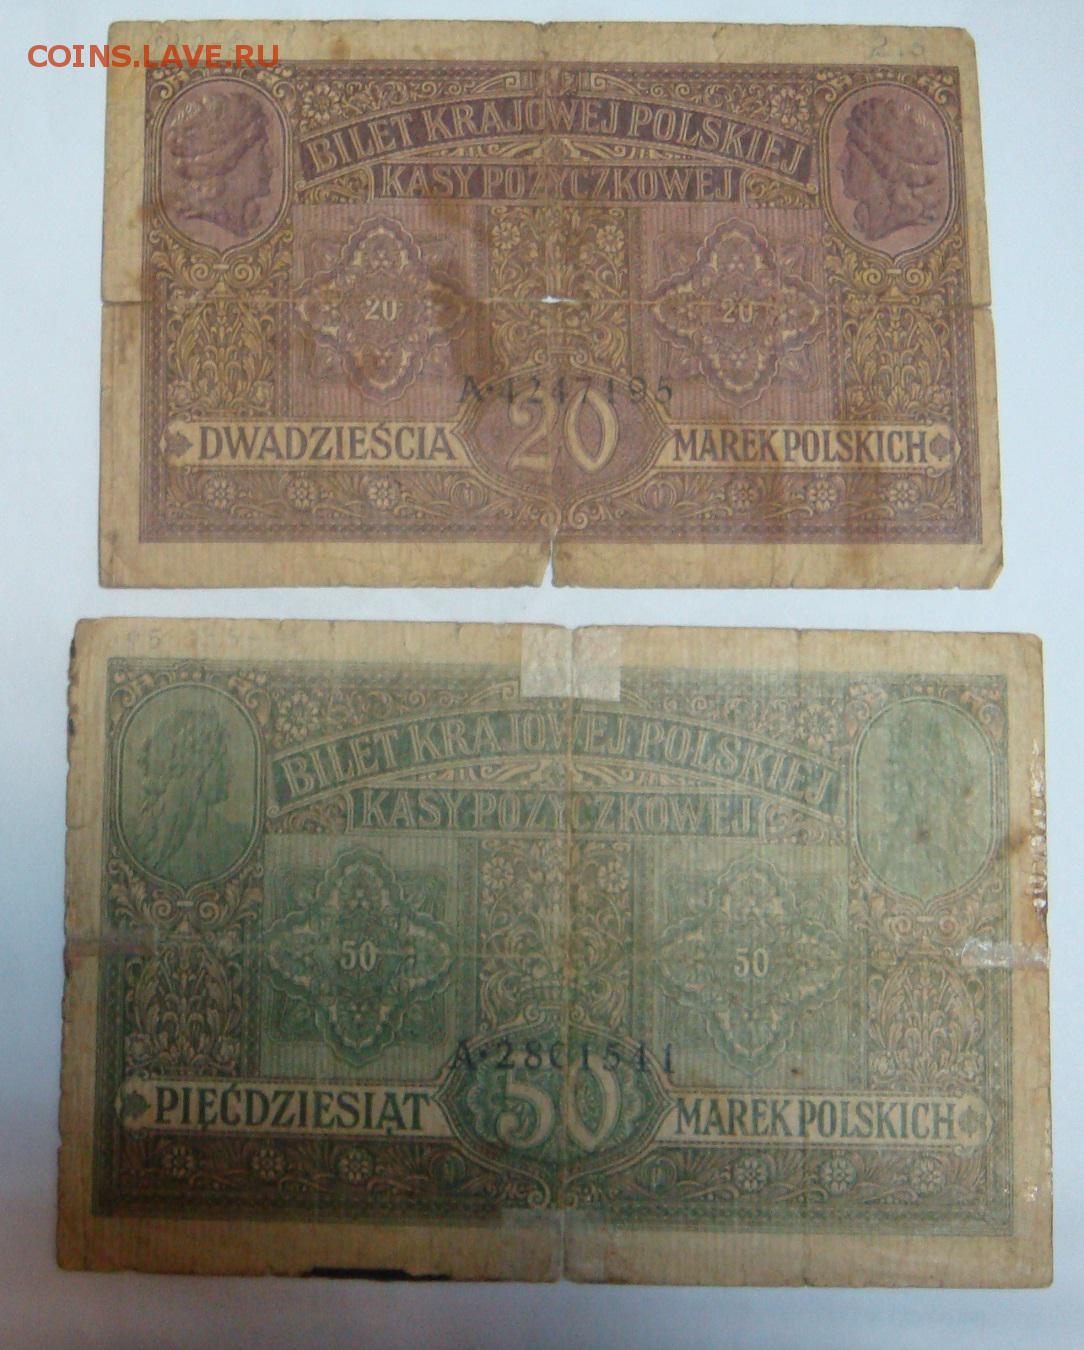 COINS.LAVE.RU
BILET KRAJOWEJ POLSKIEJ
KASY POŻYCZKOWEJ
20 20
A·4247195
20
DWADZIEŚCIA MAREK POLSKICH
BILET KRAJOWEJ POLSKIEJ
KASY POŻYCZKOWEJ
50 50
A·2801541
50
PIĘĆDZIESIĄT MAREK POLSKICH